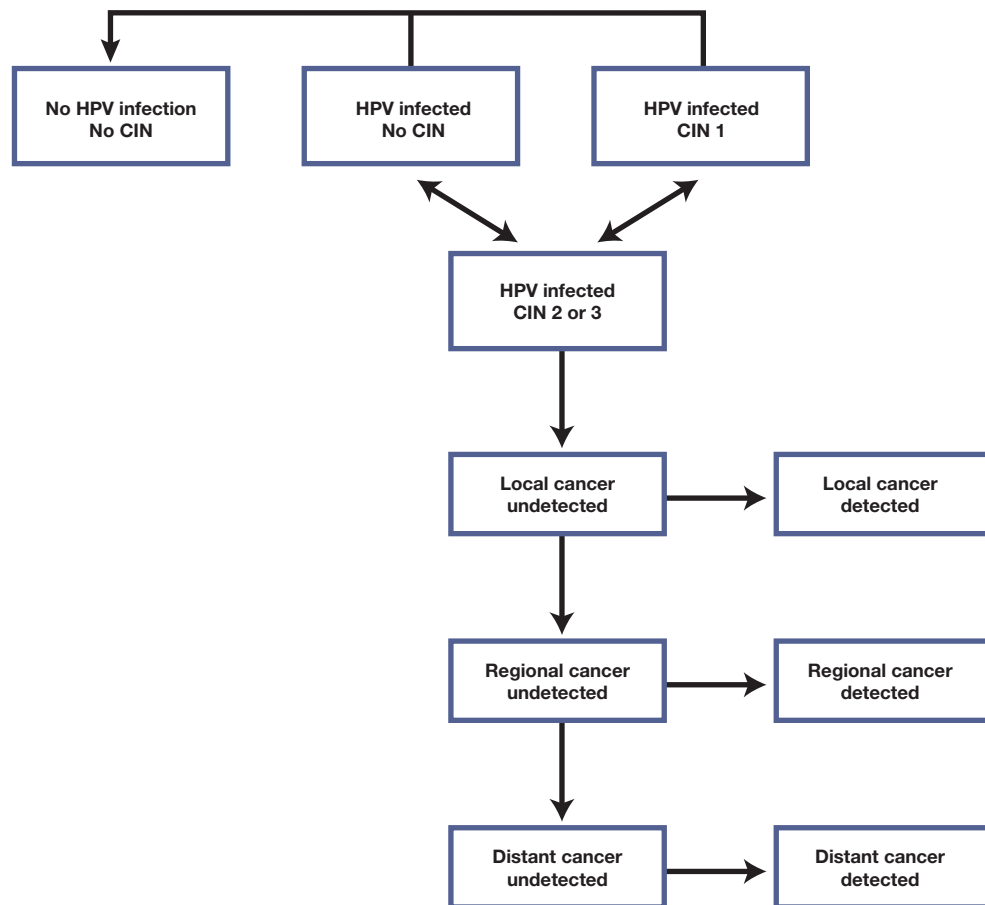 No HPV infection
No CIN
HPV infected
No CIN
HPV infected
CIN 1
HPV infected
CIN 2 or 3
Local cancer
undetected
Local cancer
detected
Regional cancer
undetected
Regional cancer
detected
Distant cancer
undetected
Distant cancer
detected